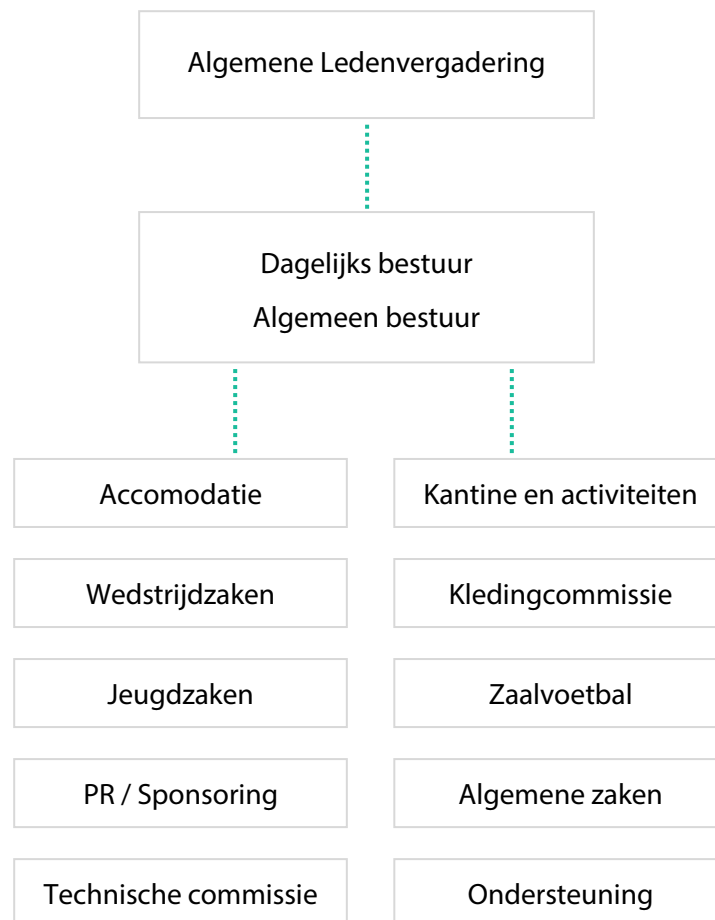 Algemene Ledenvergadering
Dagelijks bestuur
Algemeen bestuur
Accomodatie
Kantine en activiteiten
Wedstrijdzaken
Kledingcommissie
Jeugdzaken
Zaalvoetbal
PR / Sponsoring
Algemene zaken
Technische commissie
Ondersteuning